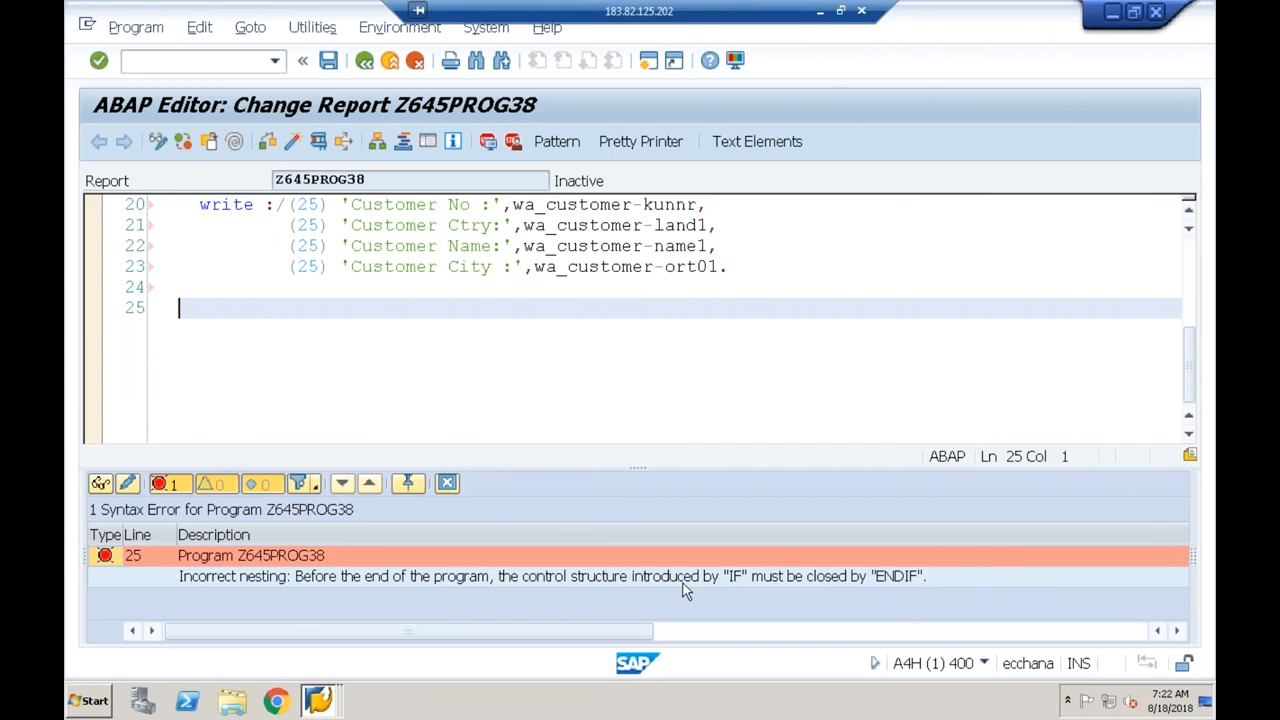 183.82.125.202
Program Edit Goto Utilities Environment System Help
ABAP Editor: Change Report Z645PROG38
Pattern Pretty Printer Text Elements
Report Z645PROG38 Inactive
20 write :/(25) 'Customer No :',wa_customer-kunnr,
21 (25) 'Customer Ctry:',wa_customer-land1,
22 (25) 'Customer Name:',wa_customer-name1,
23 (25) 'Customer City :',wa_customer-ort01.
24
25
ABAP Ln 25 Col 1
1 0 0
1 Syntax Error for Program Z645PROG38
Type Line Description
25 Program Z645PROG38
Incorrect nesting: Before the end of the program, the control structure introduced by "IF" must be closed by "ENDIF".
SAP A4H (1) 400 ecchana INS
Start 7:22 AM
8/18/2018